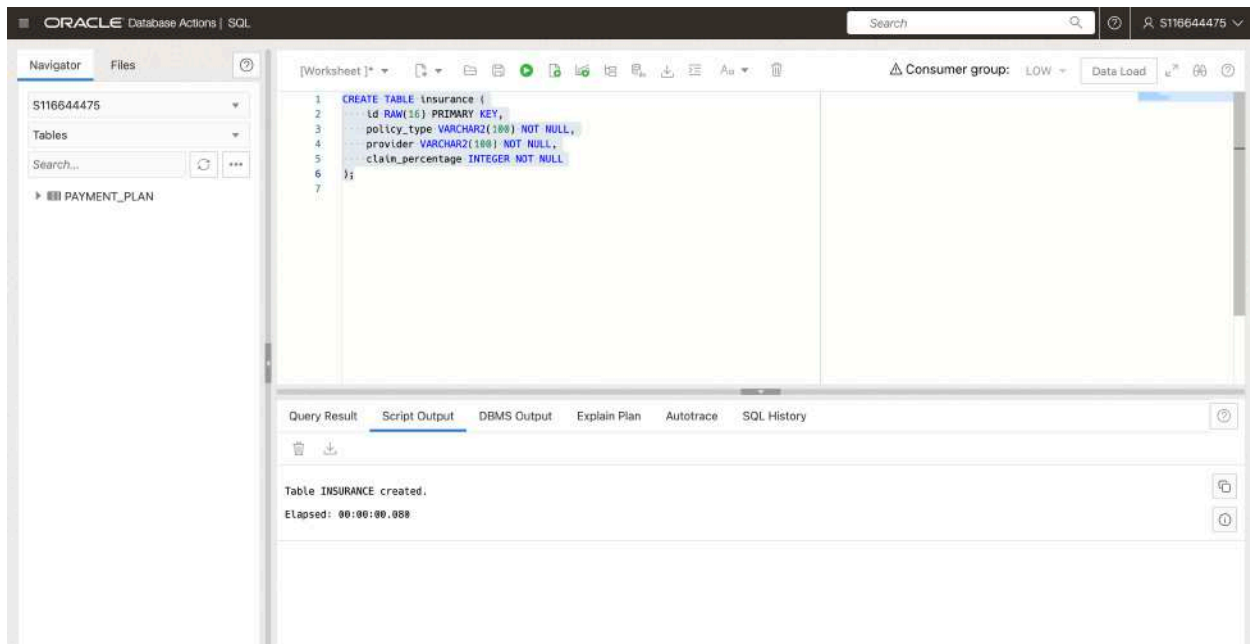 ORACLE Database Actions | SQL
Search
S116644475
Navigator
Files
[Worksheet]*
Aa
Consumer group:
LOW
Data Load
S116644475
Tables
Search...
PAYMENT_PLAN
1 CREATE TABLE insurance (
2 id RAW(16) PRIMARY KEY,
3 policy_type VARCHAR2(100) NOT NULL,
4 provider VARCHAR2(100) NOT NULL,
5 claim_percentage INTEGER NOT NULL
6 );
7
Query Result
Script Output
DBMS Output
Explain Plan
Autotrace
SQL History
Table INSURANCE created.
Elapsed: 00:00:00.080